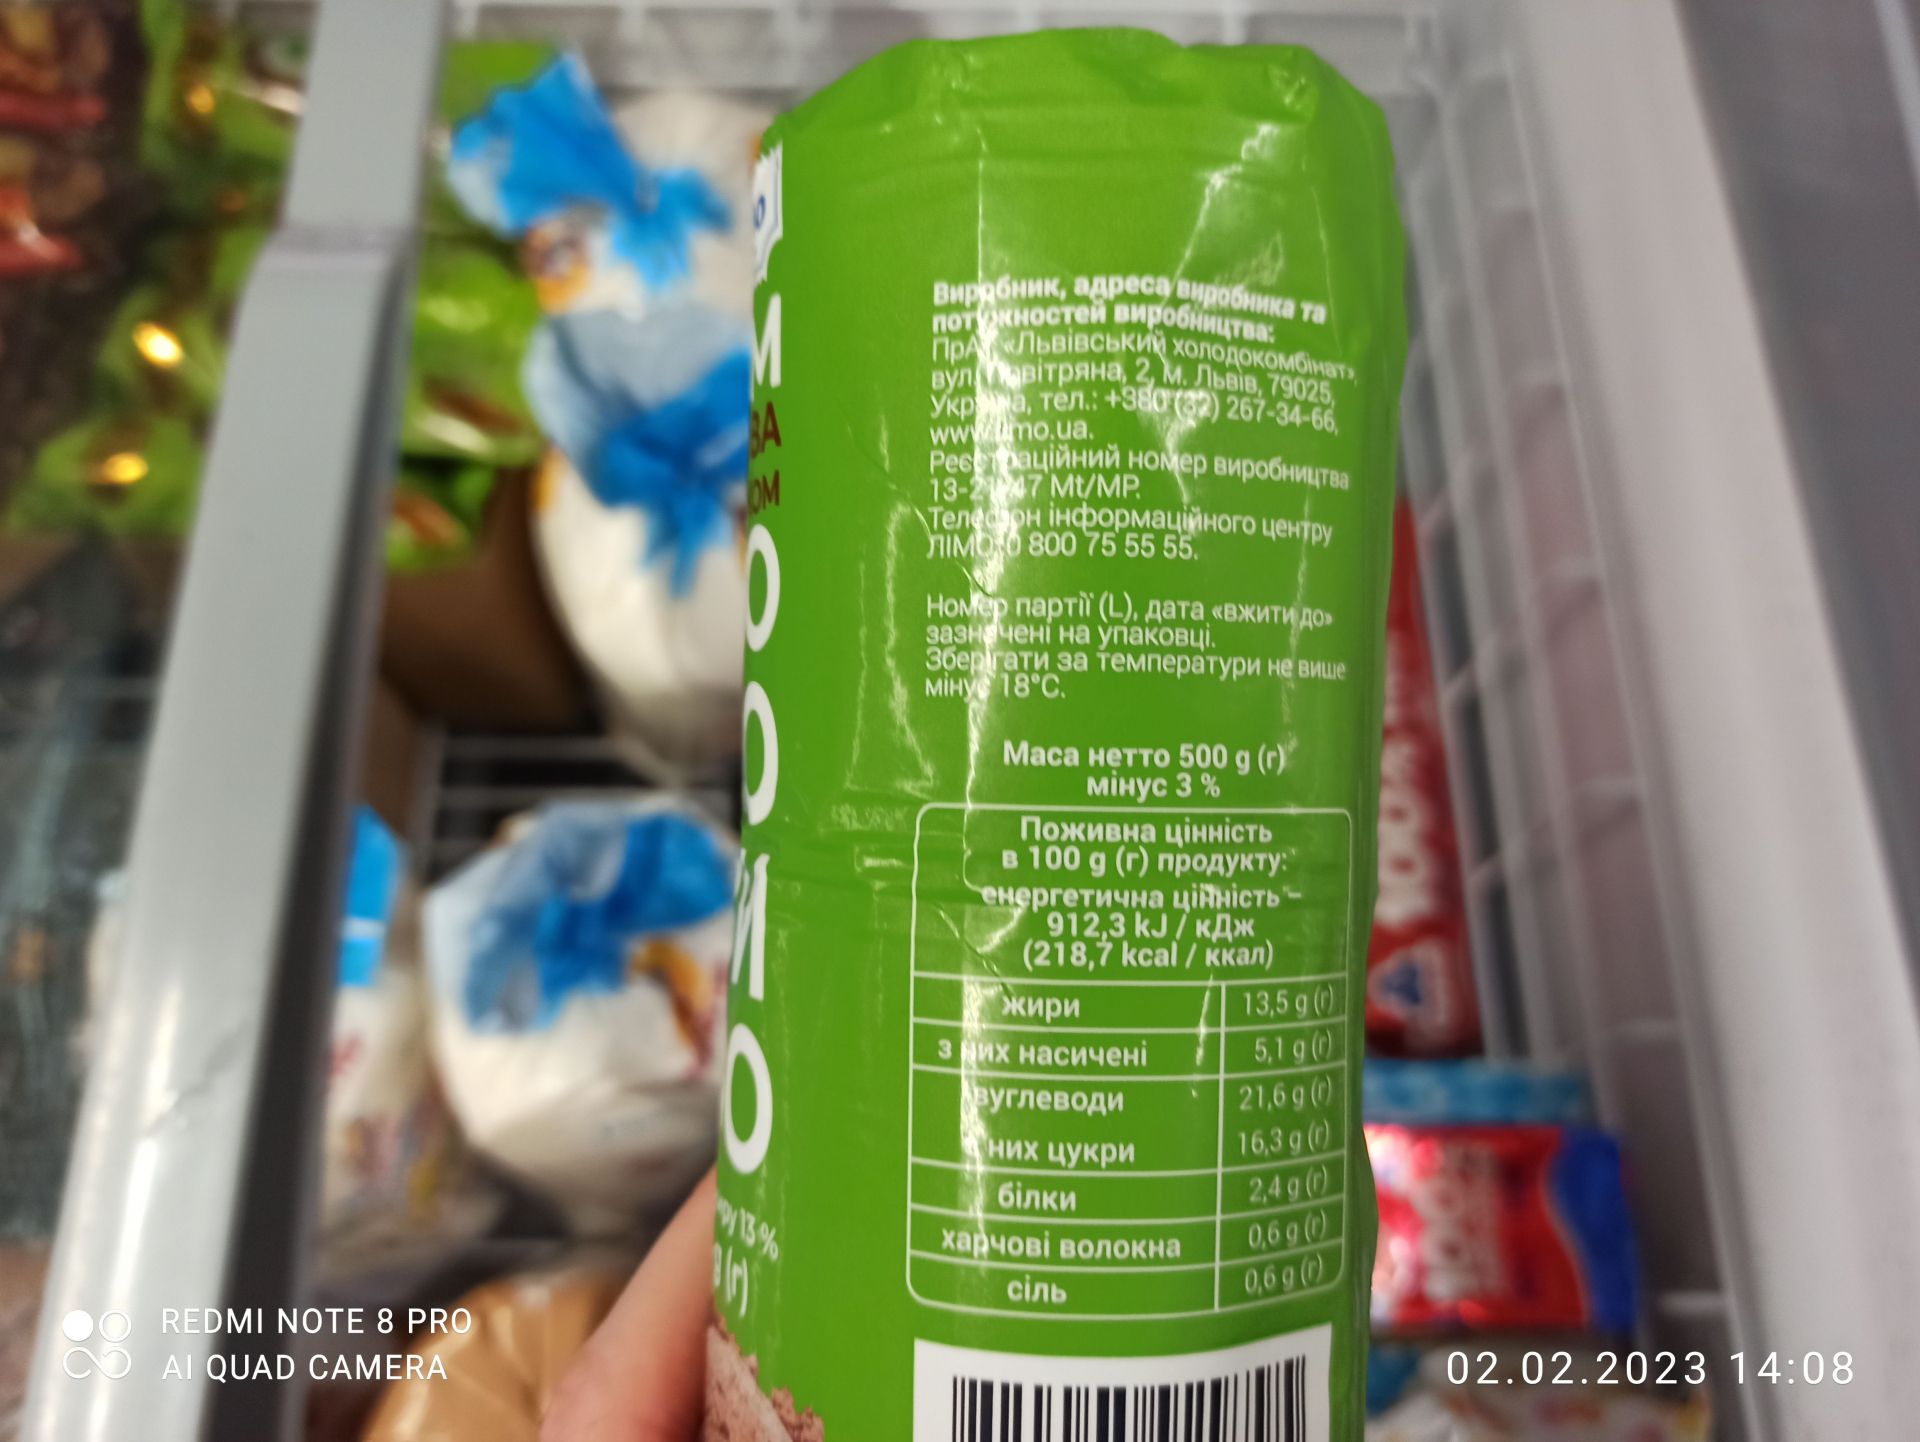 Виробник, адреса виробника та
потужностей виробництва:
ПрАТ «Львівський холодокомбінат»,
вул. Повітряна, 2, м. Львів, 79025,
Україна, тел.: +380 (32) 267-34-66,
www.limo.ua.
Реєстраційний номер виробництва
Mt/MP.
Телефон інформаційного центру
ЛІМО: 0 800 75 55 55.
Номер партії (L), дата «вжити до»
зазначені на упаковці.
Зберігати за температури не вище
мінус 18°C.
Маса нетто 500 g (г)
мінус 3 %
Поживна цінність
в 100 g (г) продукту:
енергетична цінність –
912,3 kJ / кДж
(218,7 kcal / ккал)
жири 13,5 g (г)
з них насичені 5,1 g (г)
вуглеводи 21,6 g (г)
з них цукри 16,3 g (г)
білки 2,4 g (г)
харчові волокна 0,6 g (г)
сіль 0,6 g (г)
13 %
g (г)
REDMI NOTE 8 PRO
AI QUAD CAMERA
02.02.2023 14:08